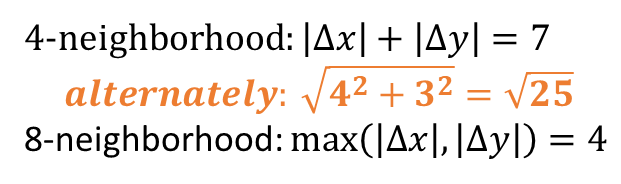 4-neighborhood: |Δx| + |Δy| = 7
alternately: √(4² + 3²) = √25
8-neighborhood: max(|Δx|, |Δy|) = 4